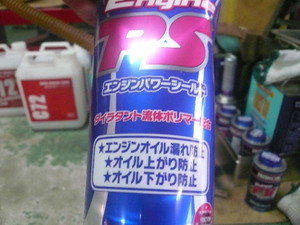 Engine
PS
エンジンパワーシールド
ダイラタント流体ポリマー配合
★エンジンオイル漏れ防止
★オイル上がり防止
★オイル下がり防止